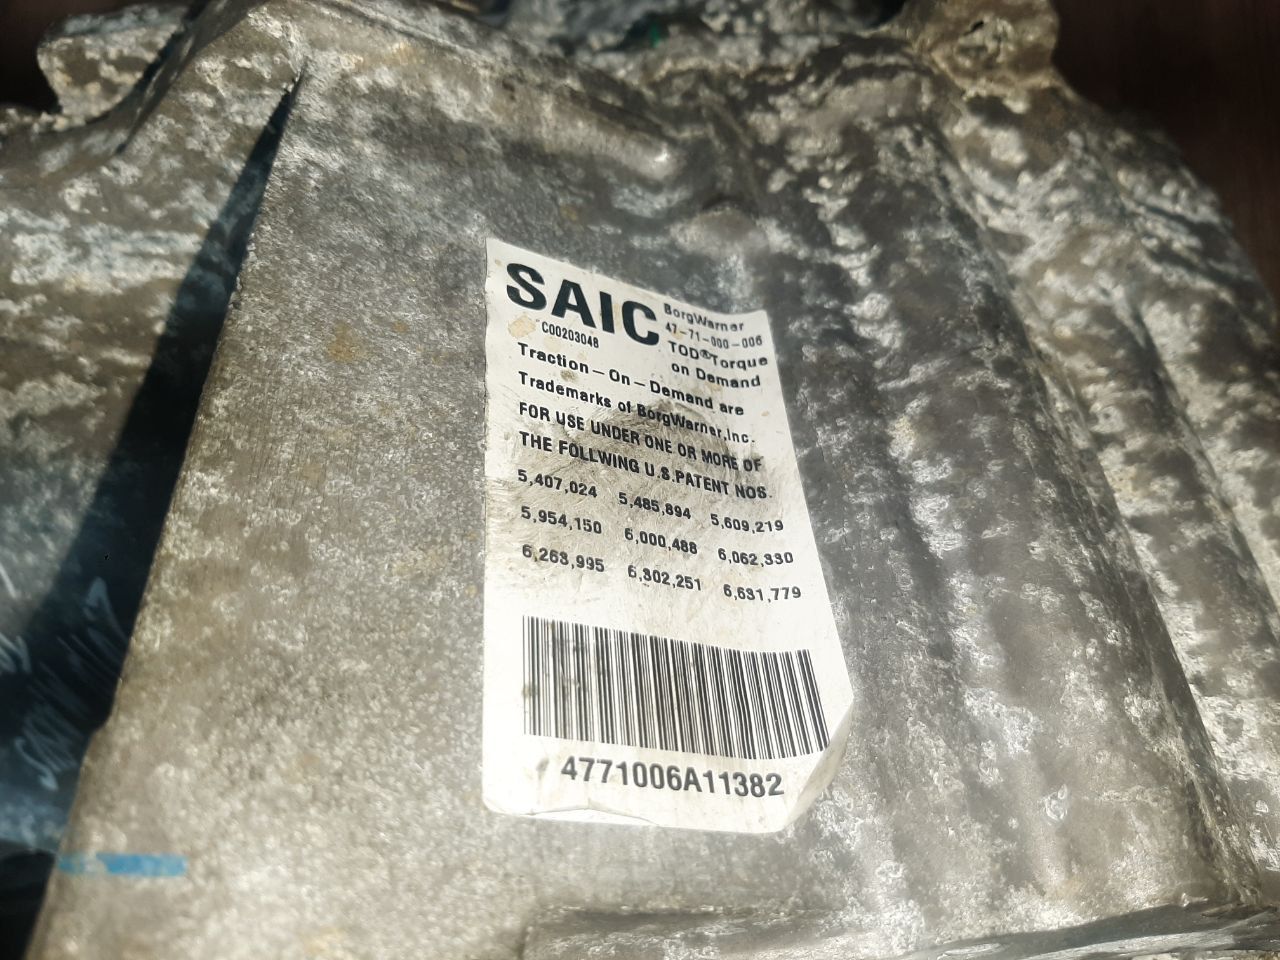 SAIC
BorgWarner
47-71-000-006
C00203048
TOD®Torque
on Demand
Traction-On-Demand are
Trademarks of BorgWarner,Inc.
FOR USE UNDER ONE OR MORE OF
THE FOLLWING U.S.PATENT NOS.
5,407,024 5,485,894 5,609,219
5,954,150 6,000,488 6,062,330
6,263,995 6,302,251 6,631,779
4771006A11382